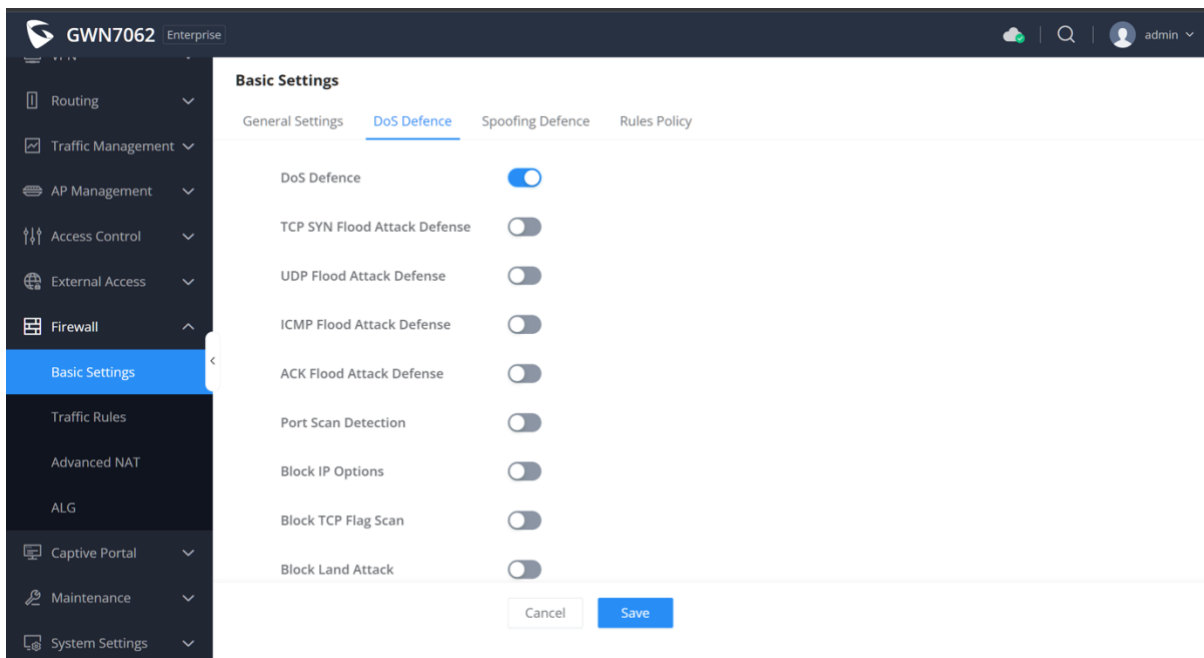 GWN7062 Enterprise
admin
Routing
Traffic Management
AP Management
Access Control
External Access
Firewall
Basic Settings
Traffic Rules
Advanced NAT
ALG
Captive Portal
Maintenance
System Settings
Basic Settings
General Settings DoS Defence Spoofing Defence Rules Policy
DoS Defence
TCP SYN Flood Attack Defense
UDP Flood Attack Defense
ICMP Flood Attack Defense
ACK Flood Attack Defense
Port Scan Detection
Block IP Options
Block TCP Flag Scan
Block Land Attack
Cancel Save